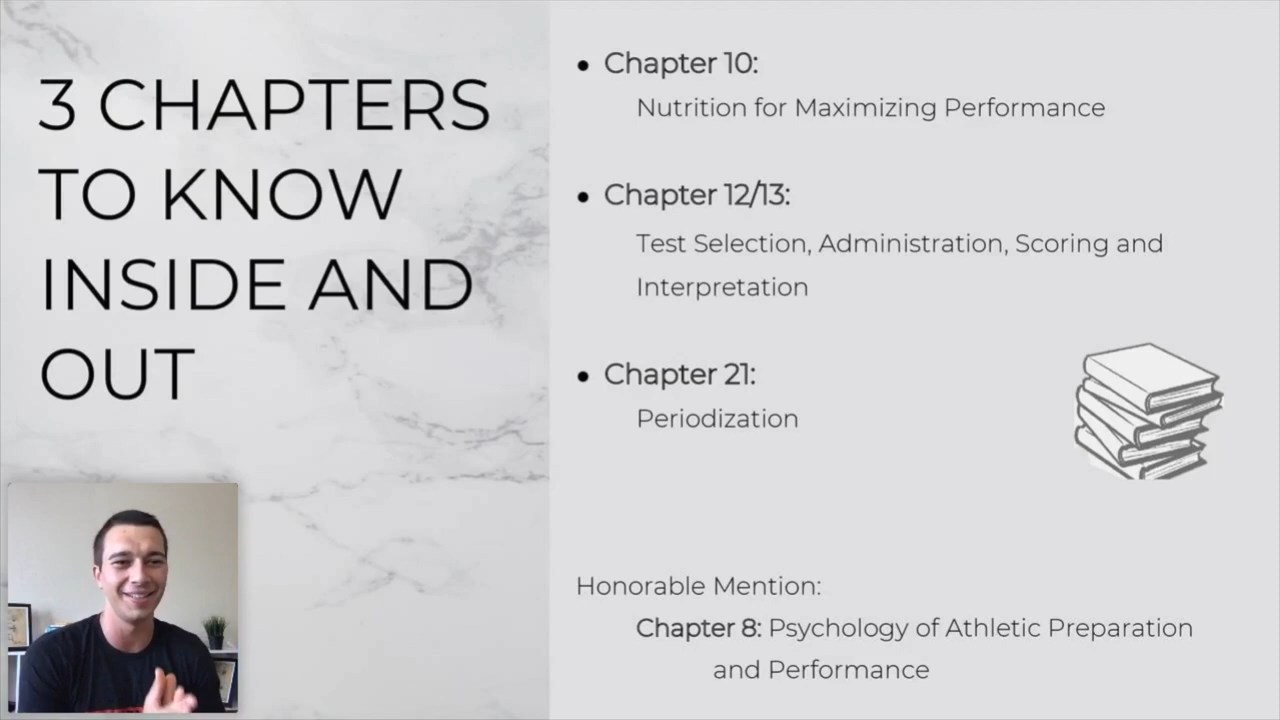 3 CHAPTERS
TO KNOW
INSIDE AND
OUT
• Chapter 10:
Nutrition for Maximizing Performance
• Chapter 12/13:
Test Selection, Administration, Scoring and
Interpretation
• Chapter 21:
Periodization
Honorable Mention:
Chapter 8: Psychology of Athletic Preparation
and Performance